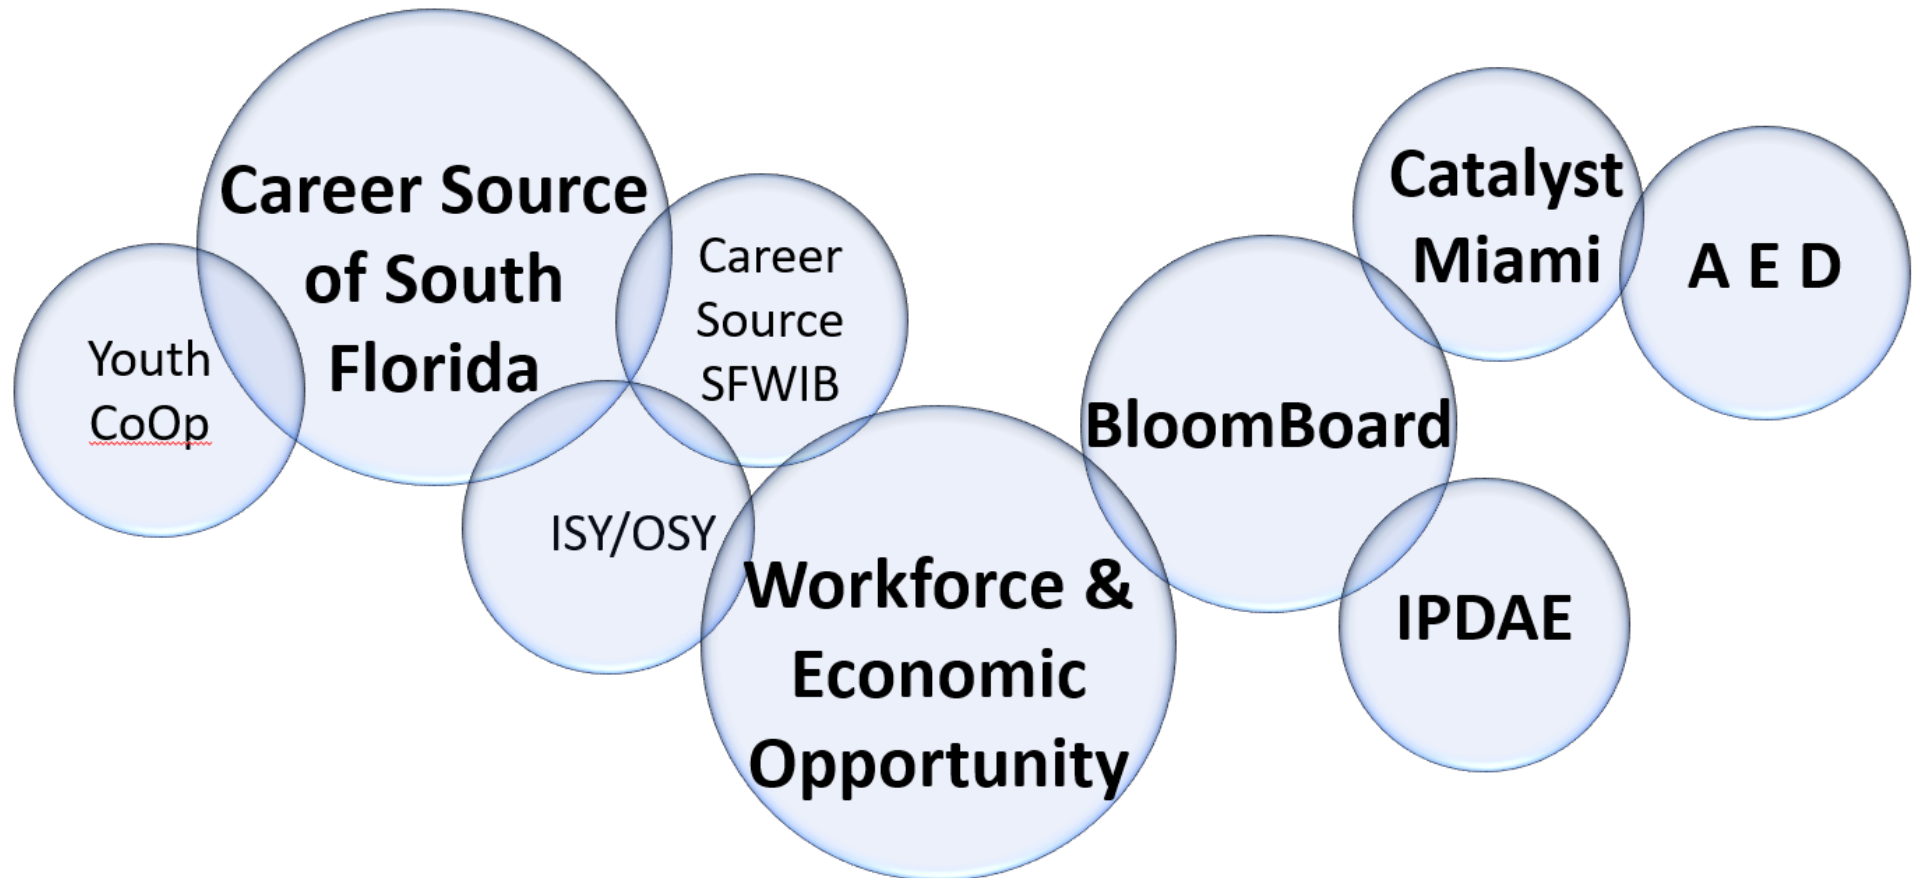 Career Source
of South
Florida
Youth
CoOp
Career
Source
SFWIB
ISY/OSY
Workforce &
Economic
Opportunity
BloomBoard
Catalyst
Miami
A E D
IPDAE